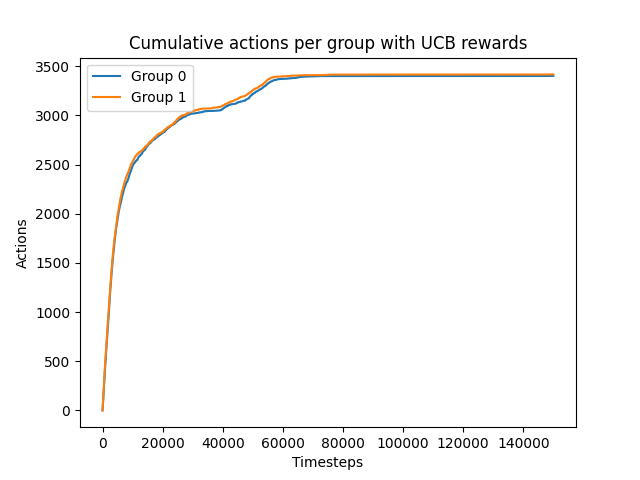 Cumulative actions per group with UCB rewards
Group 0
Group 1
3500
3000
2500
2000
1500
1000
500
0
Actions
0 20000 40000 60000 80000 100000 120000 140000
Timesteps